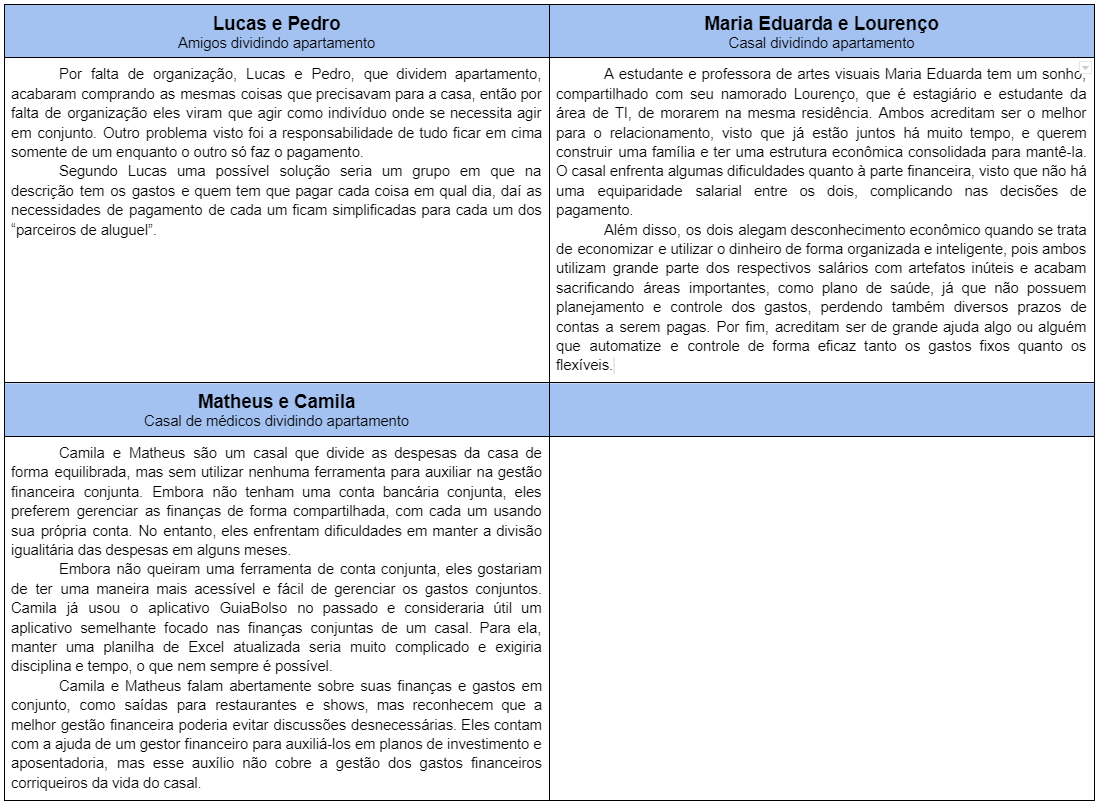 Lucas e Pedro
Amigos dividindo apartamento
Por falta de organização, Lucas e Pedro, que dividem apartamento,
acabaram comprando as mesmas coisas que precisavam para a casa, então por
falta de organização eles viram que agir como indivíduo onde se necessita agir
em conjunto. Outro problema visto foi a responsabilidade de tudo ficar em cima
somente de um enquanto o outro só faz o pagamento.
Segundo Lucas uma possível solução seria um grupo em que na
descrição tem os gastos e quem tem que pagar cada coisa em qual dia, daí as
necessidades de pagamento de cada um ficam simplificadas para cada um dos
“parceiros de aluguel”.
Maria Eduarda e Lourenço
Casal dividindo apartamento
A estudante e professora de artes visuais Maria Eduarda tem um sonho,
compartilhado com seu namorado Lourenço, que é estagiário e estudante da
área de TI, de morarem na mesma residência. Ambos acreditam ser o melhor
para o relacionamento, visto que já estão juntos há muito tempo, e querem
construir uma família e ter uma estrutura econômica consolidada para mantê-la.
O casal enfrenta algumas dificuldades quanto à parte financeira, visto que não há
uma equiparidade salarial entre os dois, complicando nas decisões de
pagamento.
Além disso, os dois alegam desconhecimento econômico quando se trata
de economizar e utilizar o dinheiro de forma organizada e inteligente, pois ambos
utilizam grande parte dos respectivos salários com artefatos inúteis e acabam
sacrificando áreas importantes, como plano de saúde, já que não possuem
planejamento e controle dos gastos, perdendo também diversos prazos de
contas a serem pagas. Por fim, acreditam ser de grande ajuda algo ou alguém
que automatize e controle de forma eficaz tanto os gastos fixos quanto os
flexíveis.
Matheus e Camila
Casal de médicos dividindo apartamento
Camila e Matheus são um casal que divide as despesas da casa de
forma equilibrada, mas sem utilizar nenhuma ferramenta para auxiliar na gestão
financeira conjunta. Embora não tenham uma conta bancária conjunta, eles
preferem gerenciar as finanças de forma compartilhada, com cada um usando
sua própria conta. No entanto, eles enfrentam dificuldades em manter a divisão
igualitária das despesas em alguns meses.
Embora não queiram uma ferramenta de conta conjunta, eles gostariam
de ter uma maneira mais acessível e fácil de gerenciar os gastos conjuntos.
Camila já usou o aplicativo GuiaBolso no passado e consideraria útil um
aplicativo semelhante focado nas finanças conjuntas de um casal. Para ela,
manter uma planilha de Excel atualizada seria muito complicado e exigiria
disciplina e tempo, o que nem sempre é possível.
Camila e Matheus falam abertamente sobre suas finanças e gastos em
conjunto, como saídas para restaurantes e shows, mas reconhecem que a
melhor gestão financeira poderia evitar discussões desnecessárias. Eles contam
com a ajuda de um gestor financeiro para auxiliá-los em planos de investimento e
aposentadoria, mas esse auxílio não cobre a gestão dos gastos financeiros
corriqueiros da vida do casal.